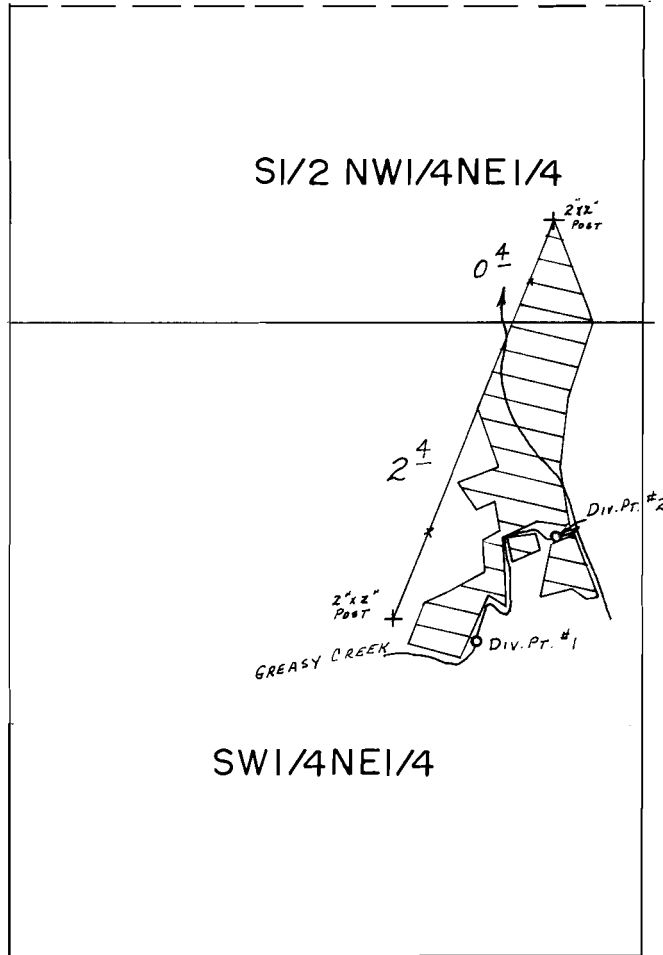 S1/2 NW1/4NE1/4
2"x2"
POST
0 4
2 4
DIV. PT. #2
2"x2"
POST
DIV. PT. #1
GREASY CREEK
SW1/4NE1/4